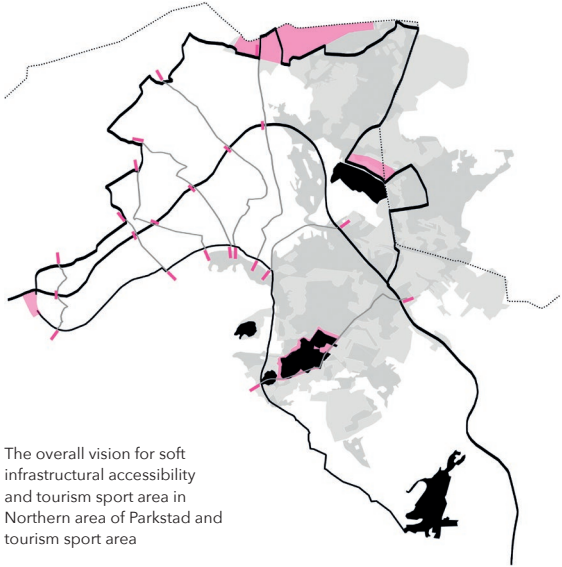 The overall vision for soft
infrastructural accessibility
and tourism sport area in
Northern area of Parkstad and
tourism sport area